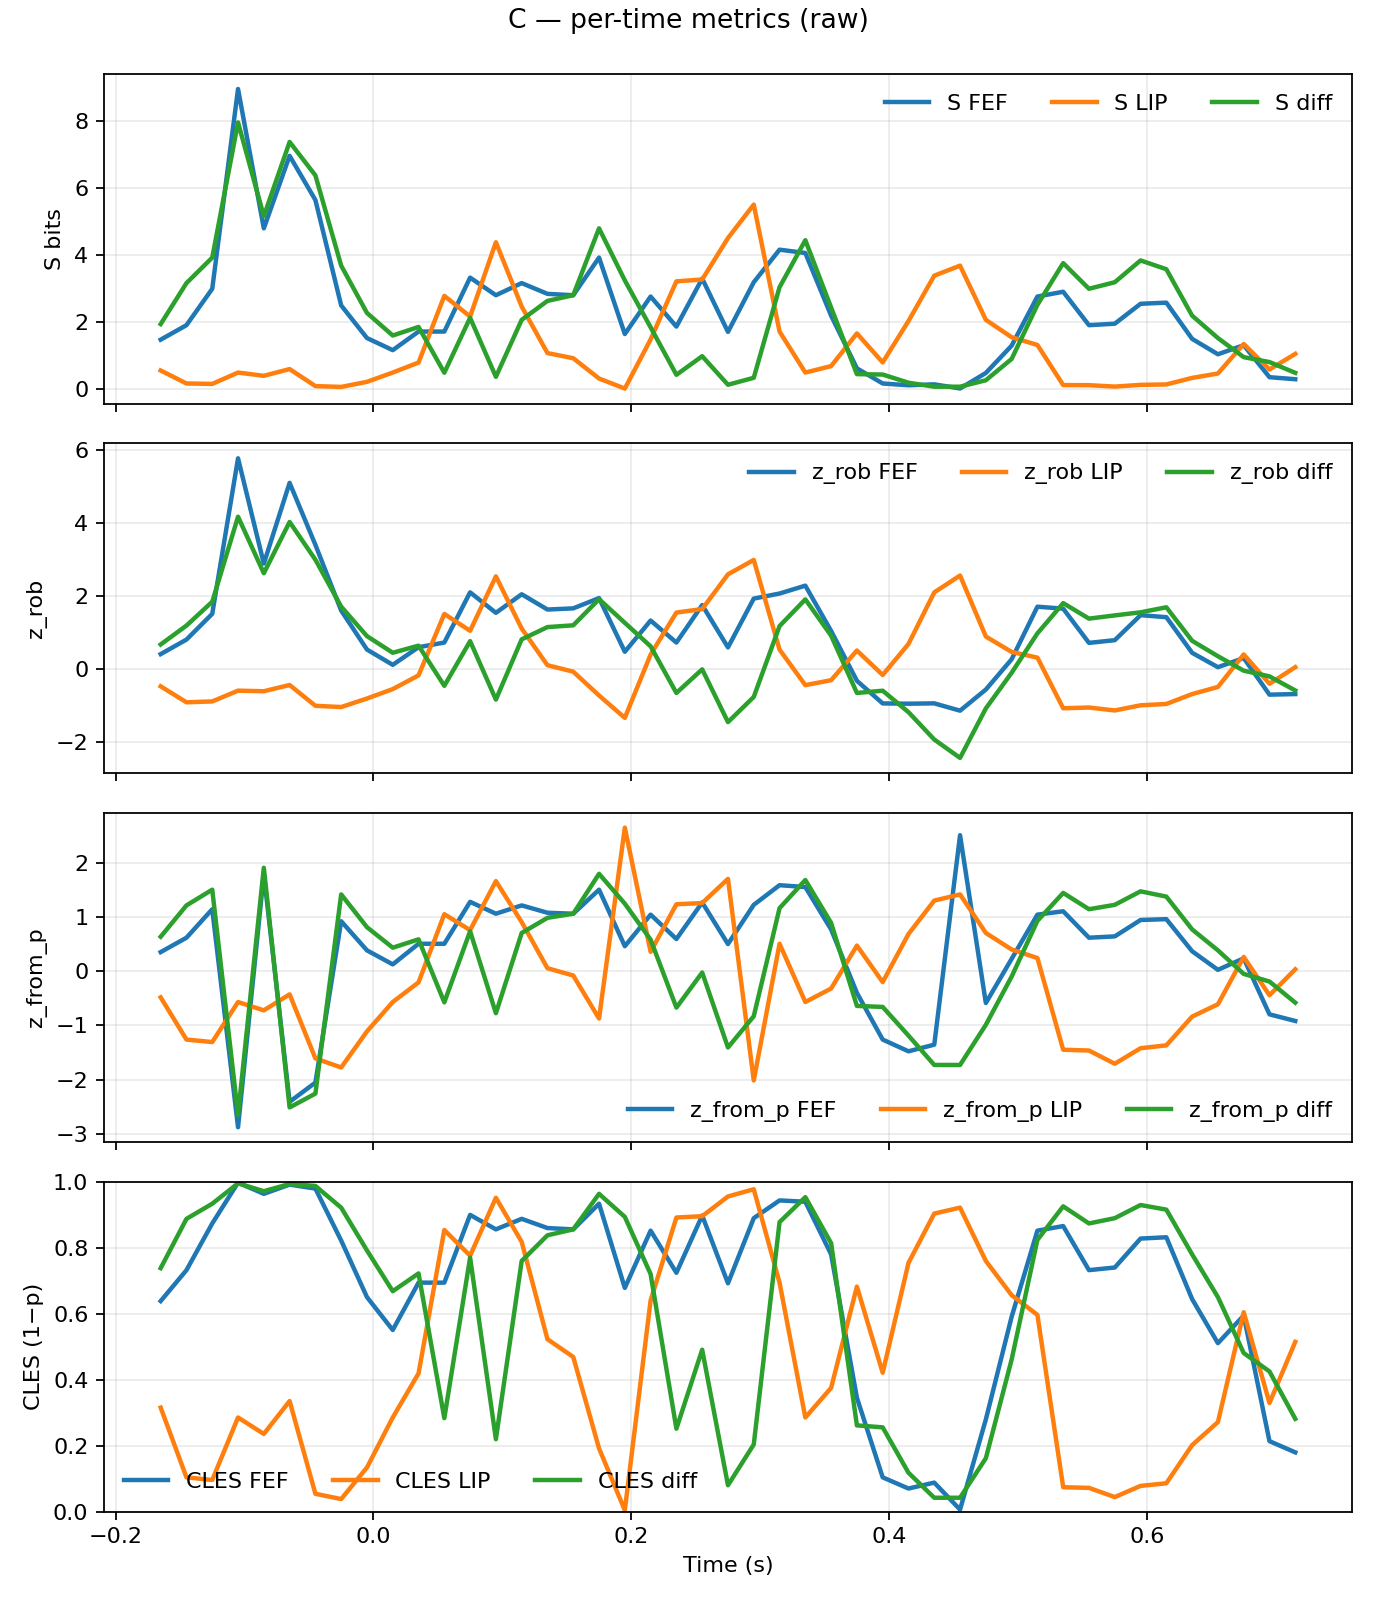 C — per-time metrics (raw)
S bits
8
6
4
2
0
S FEF S LIP S diff
z_rob
6
4
2
0
−2
z_rob FEF z_rob LIP z_rob diff
z_from_p
2
1
0
−1
−2
−3
z_from_p FEF z_from_p LIP z_from_p diff
CLES (1−p)
1.0
0.8
0.6
0.4
0.2
0.0
CLES FEF CLES LIP CLES diff
−0.2 0.0 0.2 0.4 0.6
Time (s)